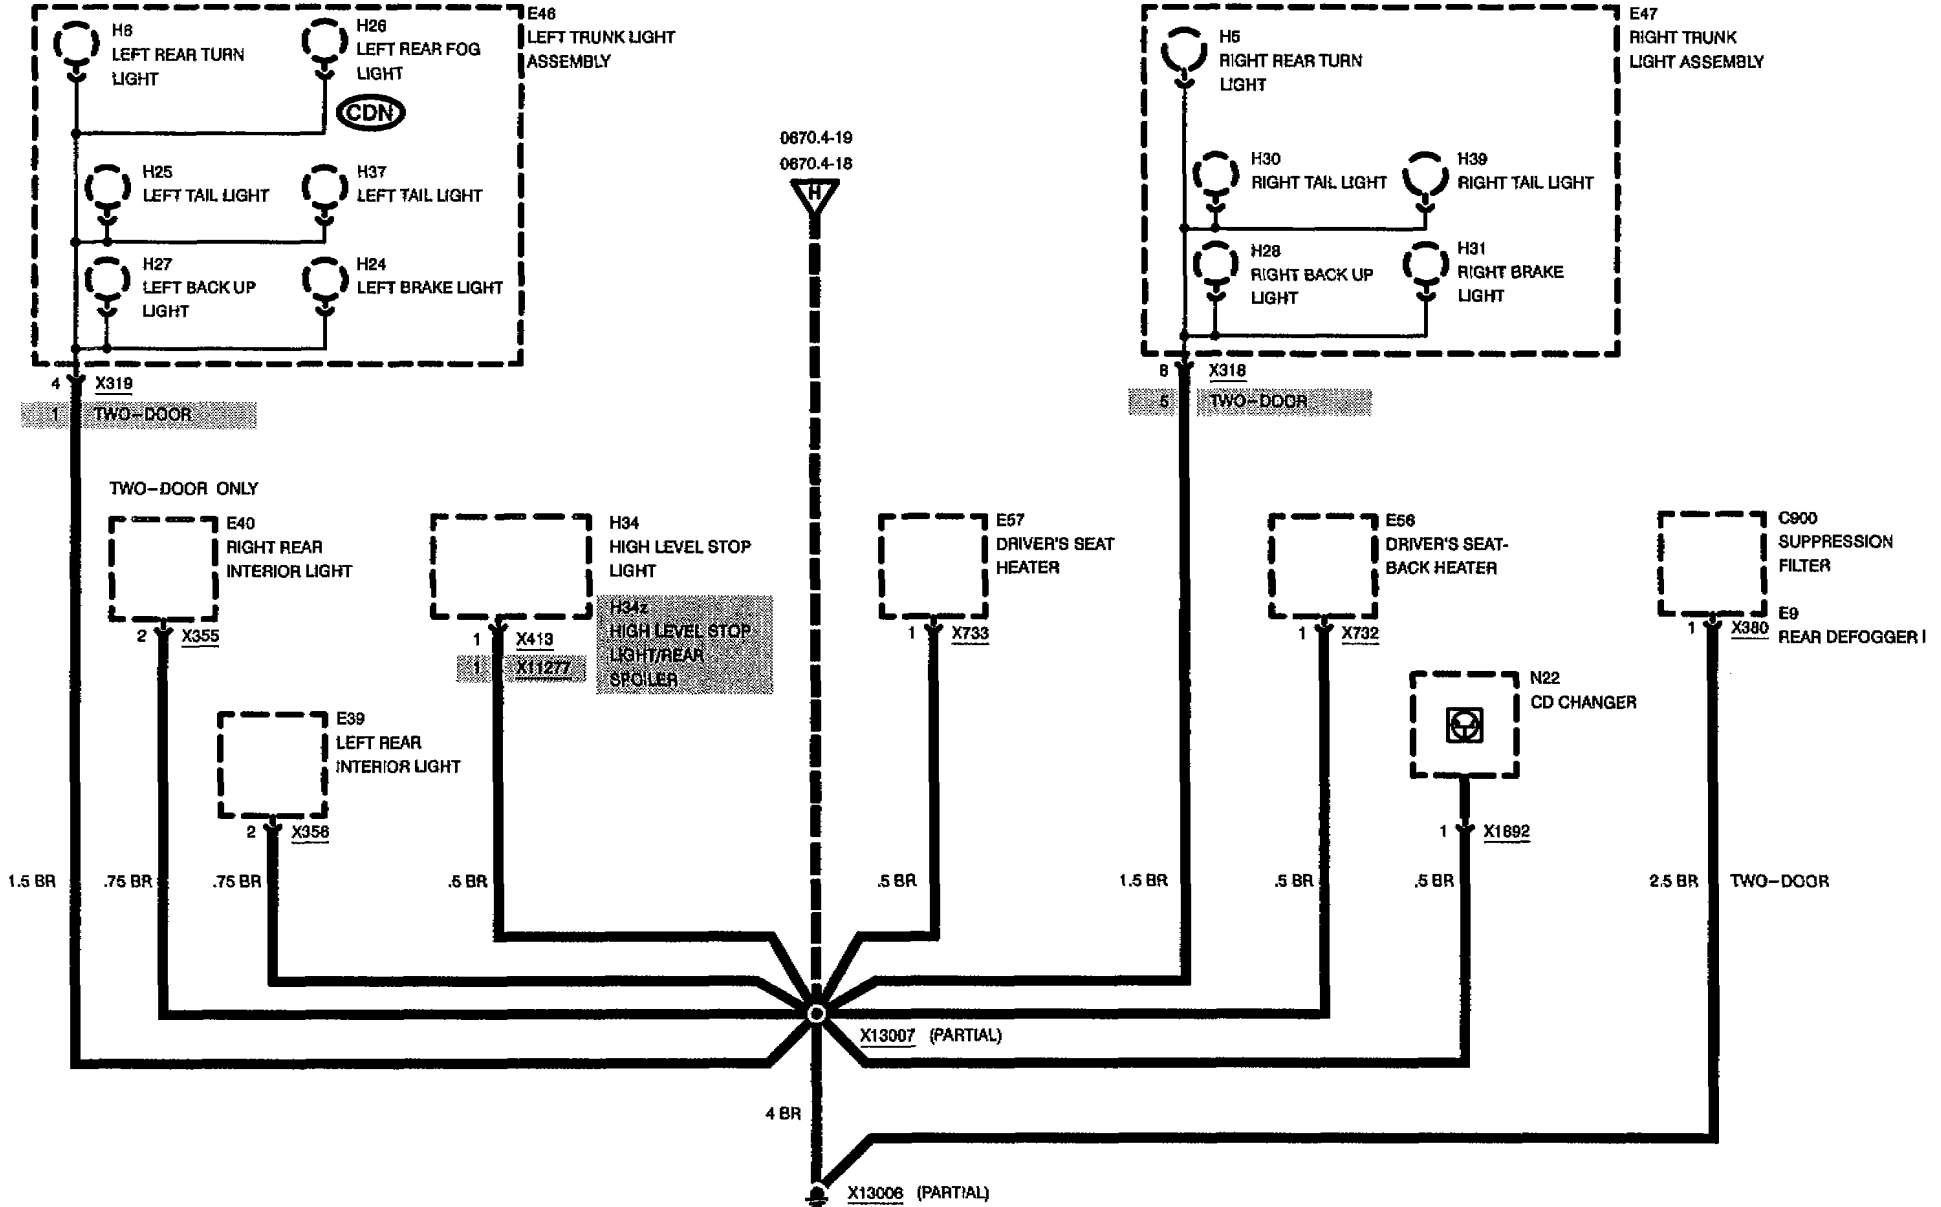 H6
LEFT REAR TURN
LIGHT
H26
LEFT REAR FOG
LIGHT
CDN
E46
LEFT TRUNK LIGHT
ASSEMBLY
H25
LEFT TAIL LIGHT
H37
LEFT TAIL LIGHT
H27
LEFT BACK UP
LIGHT
H24
LEFT BRAKE LIGHT
4 X319
1 TWO-DOOR
0670.4-19
0670.4-18
H
H5
RIGHT REAR TURN
LIGHT
E47
RIGHT TRUNK
LIGHT ASSEMBLY
H30
RIGHT TAIL LIGHT
H39
RIGHT TAIL LIGHT
H28
RIGHT BACK UP
LIGHT
H31
RIGHT BRAKE
LIGHT
8 X318
5 TWO-DOOR
TWO-DOOR ONLY
E40
RIGHT REAR
INTERIOR LIGHT
2 X355
E39
LEFT REAR
INTERIOR LIGHT
2 X356
H34
HIGH LEVEL STOP
LIGHT
H34z
HIGH LEVEL STOP
LIGHT/REAR
SPOILER
1 X413
1 X11277
E57
DRIVER'S SEAT
HEATER
1 X733
E56
DRIVER'S SEAT-
BACK HEATER
1 X732
C900
SUPPRESSION
FILTER
E9
REAR DEFOGGER I
1 X380
N22
CD CHANGER
1 X1892
1.5 BR
.75 BR
.75 BR
.5 BR
.5 BR
1.5 BR
.5 BR
.5 BR
2.5 BR TWO-DOOR
X13007 (PARTIAL)
4 BR
X13006 (PARTIAL)